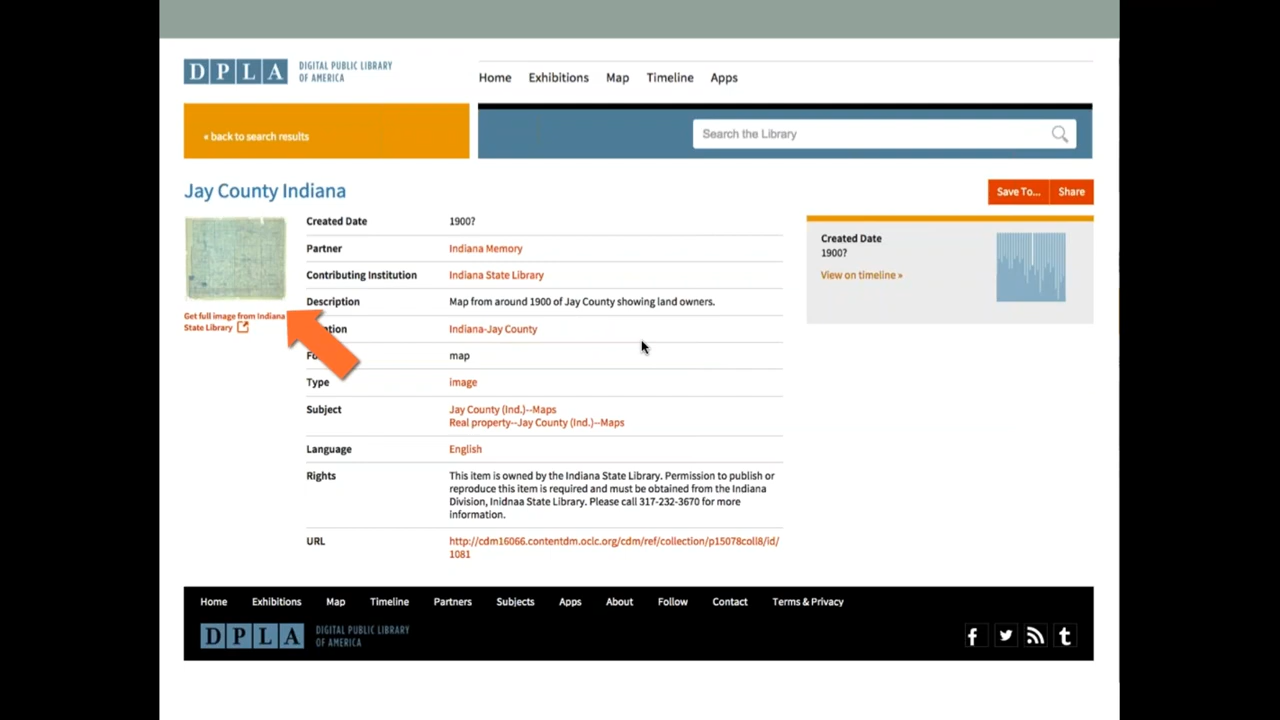 DPLA DIGITAL PUBLIC LIBRARY
OF AMERICA
Home Exhibitions Map Timeline Apps
« back to search results
Search the Library
Jay County Indiana
Save To... Share
Get full image from Indiana
State Library
Created Date 1900?
Partner Indiana Memory
Contributing Institution Indiana State Library
Description Map from around 1900 of Jay County showing land owners.
Indiana-Jay County
map
Type image
Subject Jay County (Ind.)--Maps
Real property--Jay County (Ind.)--Maps
Language English
Rights This item is owned by the Indiana State Library. Permission to publish or
reproduce this item is required and must be obtained from the Indiana
Division, Inidnaa State Library. Please call 317-232-3670 for more
information.
URL http://cdm16066.contentdm.oclc.org/cdm/ref/collection/p15078coll8/id/
1081
Created Date
1900?
View on timeline »
Home Exhibitions Map Timeline Partners Subjects Apps About Follow Contact Terms & Privacy
DPLA DIGITAL PUBLIC LIBRARY
OF AMERICA